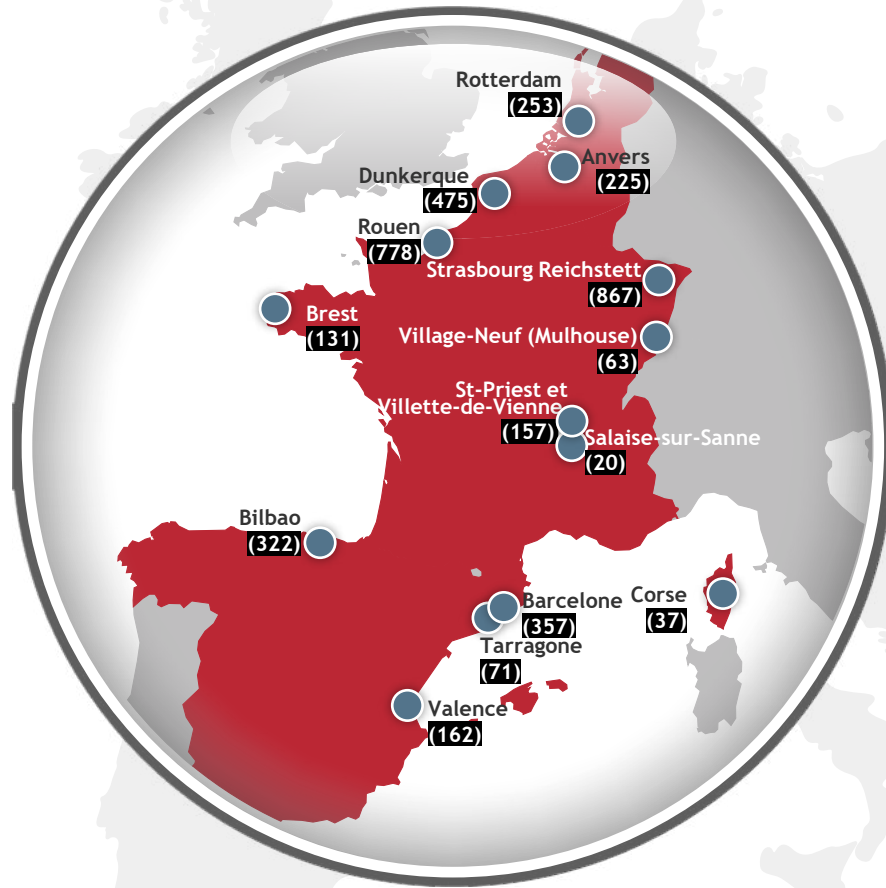 Rotterdam
(253)
Anvers
(225)
Dunkerque
(475)
Rouen
(778)
Strasbourg Reichstett
(867)
Brest
(131)
Village-Neuf (Mulhouse)
(63)
St-Priest et
Villette-de-Vienne
(157)
Salaise-sur-Sanne
(20)
Bilbao
(322)
Barcelone
(357)
Corse
(37)
Tarragone
(71)
Valence
(162)